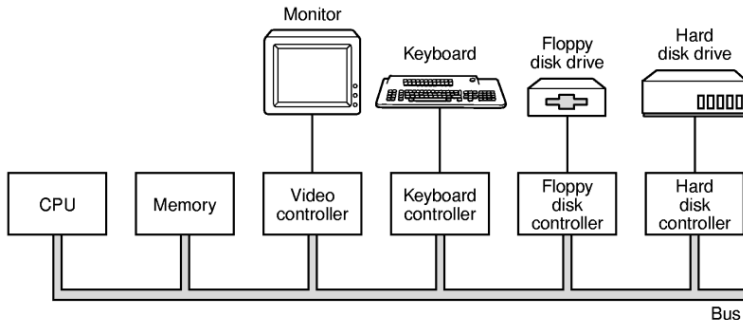 Monitor
Keyboard
Floppy
disk drive
Hard
disk drive
CPU
Memory
Video
controller
Keyboard
controller
Floppy
disk
controller
Hard
disk
controller
Bus